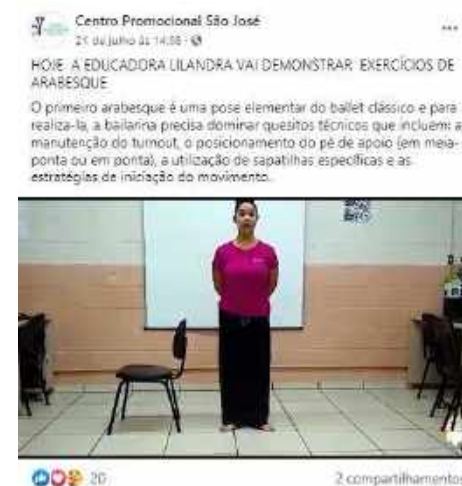 Centro Promocional São José
de julho às 14:58
HOJE A EDUCADORA LILANDRA VAI DEMONSTRAR EXERCÍCIOS DE
ARABESQUE
O primeiro arabesque é uma pose elementar do ballet clássico e para
realiza-la, a bailarina precisa dominar quesitos técnicos que incluem: a
manutenção do turnout, o posicionamento do pé de apoio (em meia-
ponta ou em ponta), a utilização de sapatilhas específicas e as
estratégias de iniciação do movimento.
20 2 compartilhamentos